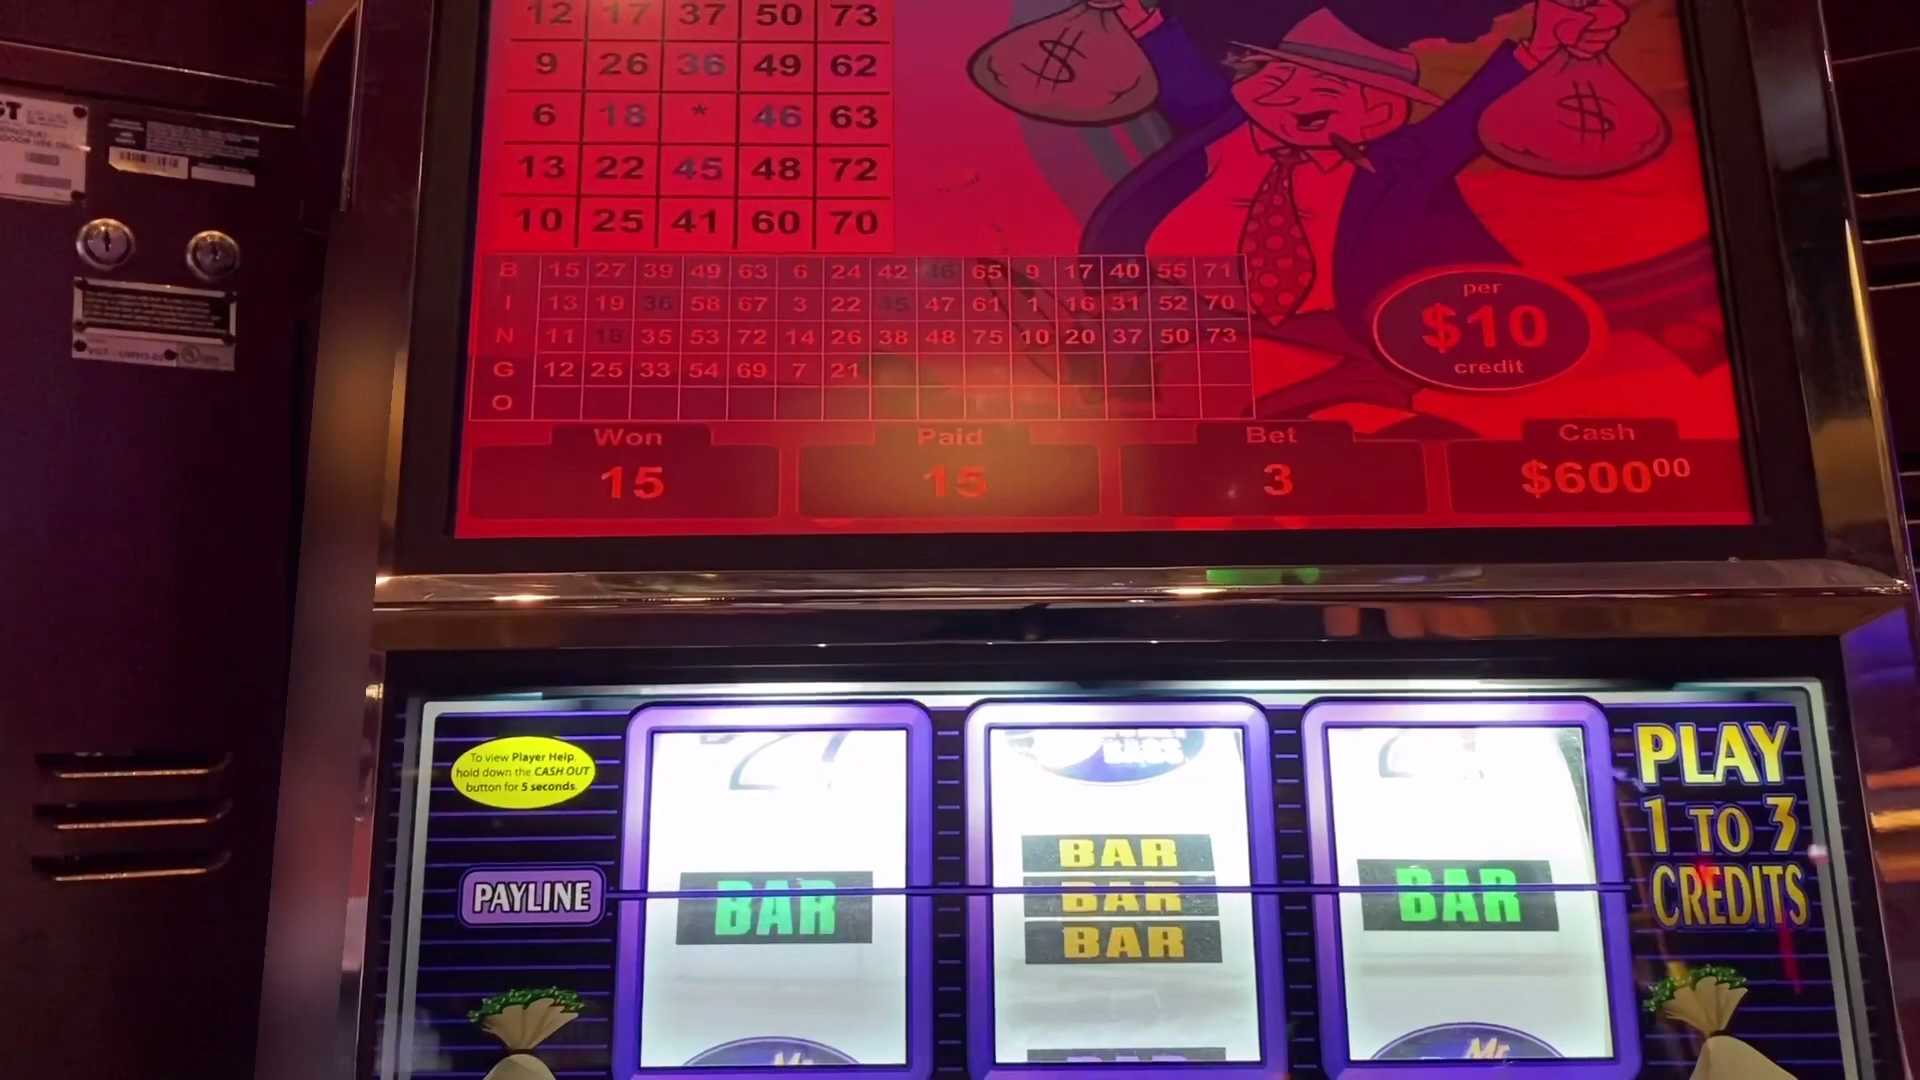 12 17 37 50 73
9 26 36 49 62
6 18 * 46 63
13 22 45 48 72
10 25 41 60 70
$
$
B 15 27 39 49 63 6 24 42 46 65 9 17 40 55 71
I 13 19 36 58 67 3 22 45 47 61 1 16 31 52 70
N 11 18 35 53 72 14 26 38 48 75 10 20 37 50 73
G 12 25 33 54 69 7 21
O
per
$10
credit
Won Paid Bet Cash
15 15 3 $600.00
To view Player Help,
hold down the CASH OUT
button for 5 seconds.
PAYLINE
7
BAGS
BAR
BAR
BAR
BAR
BAR
Mr.
Mr.
PLAY
1 TO 3
CREDITS